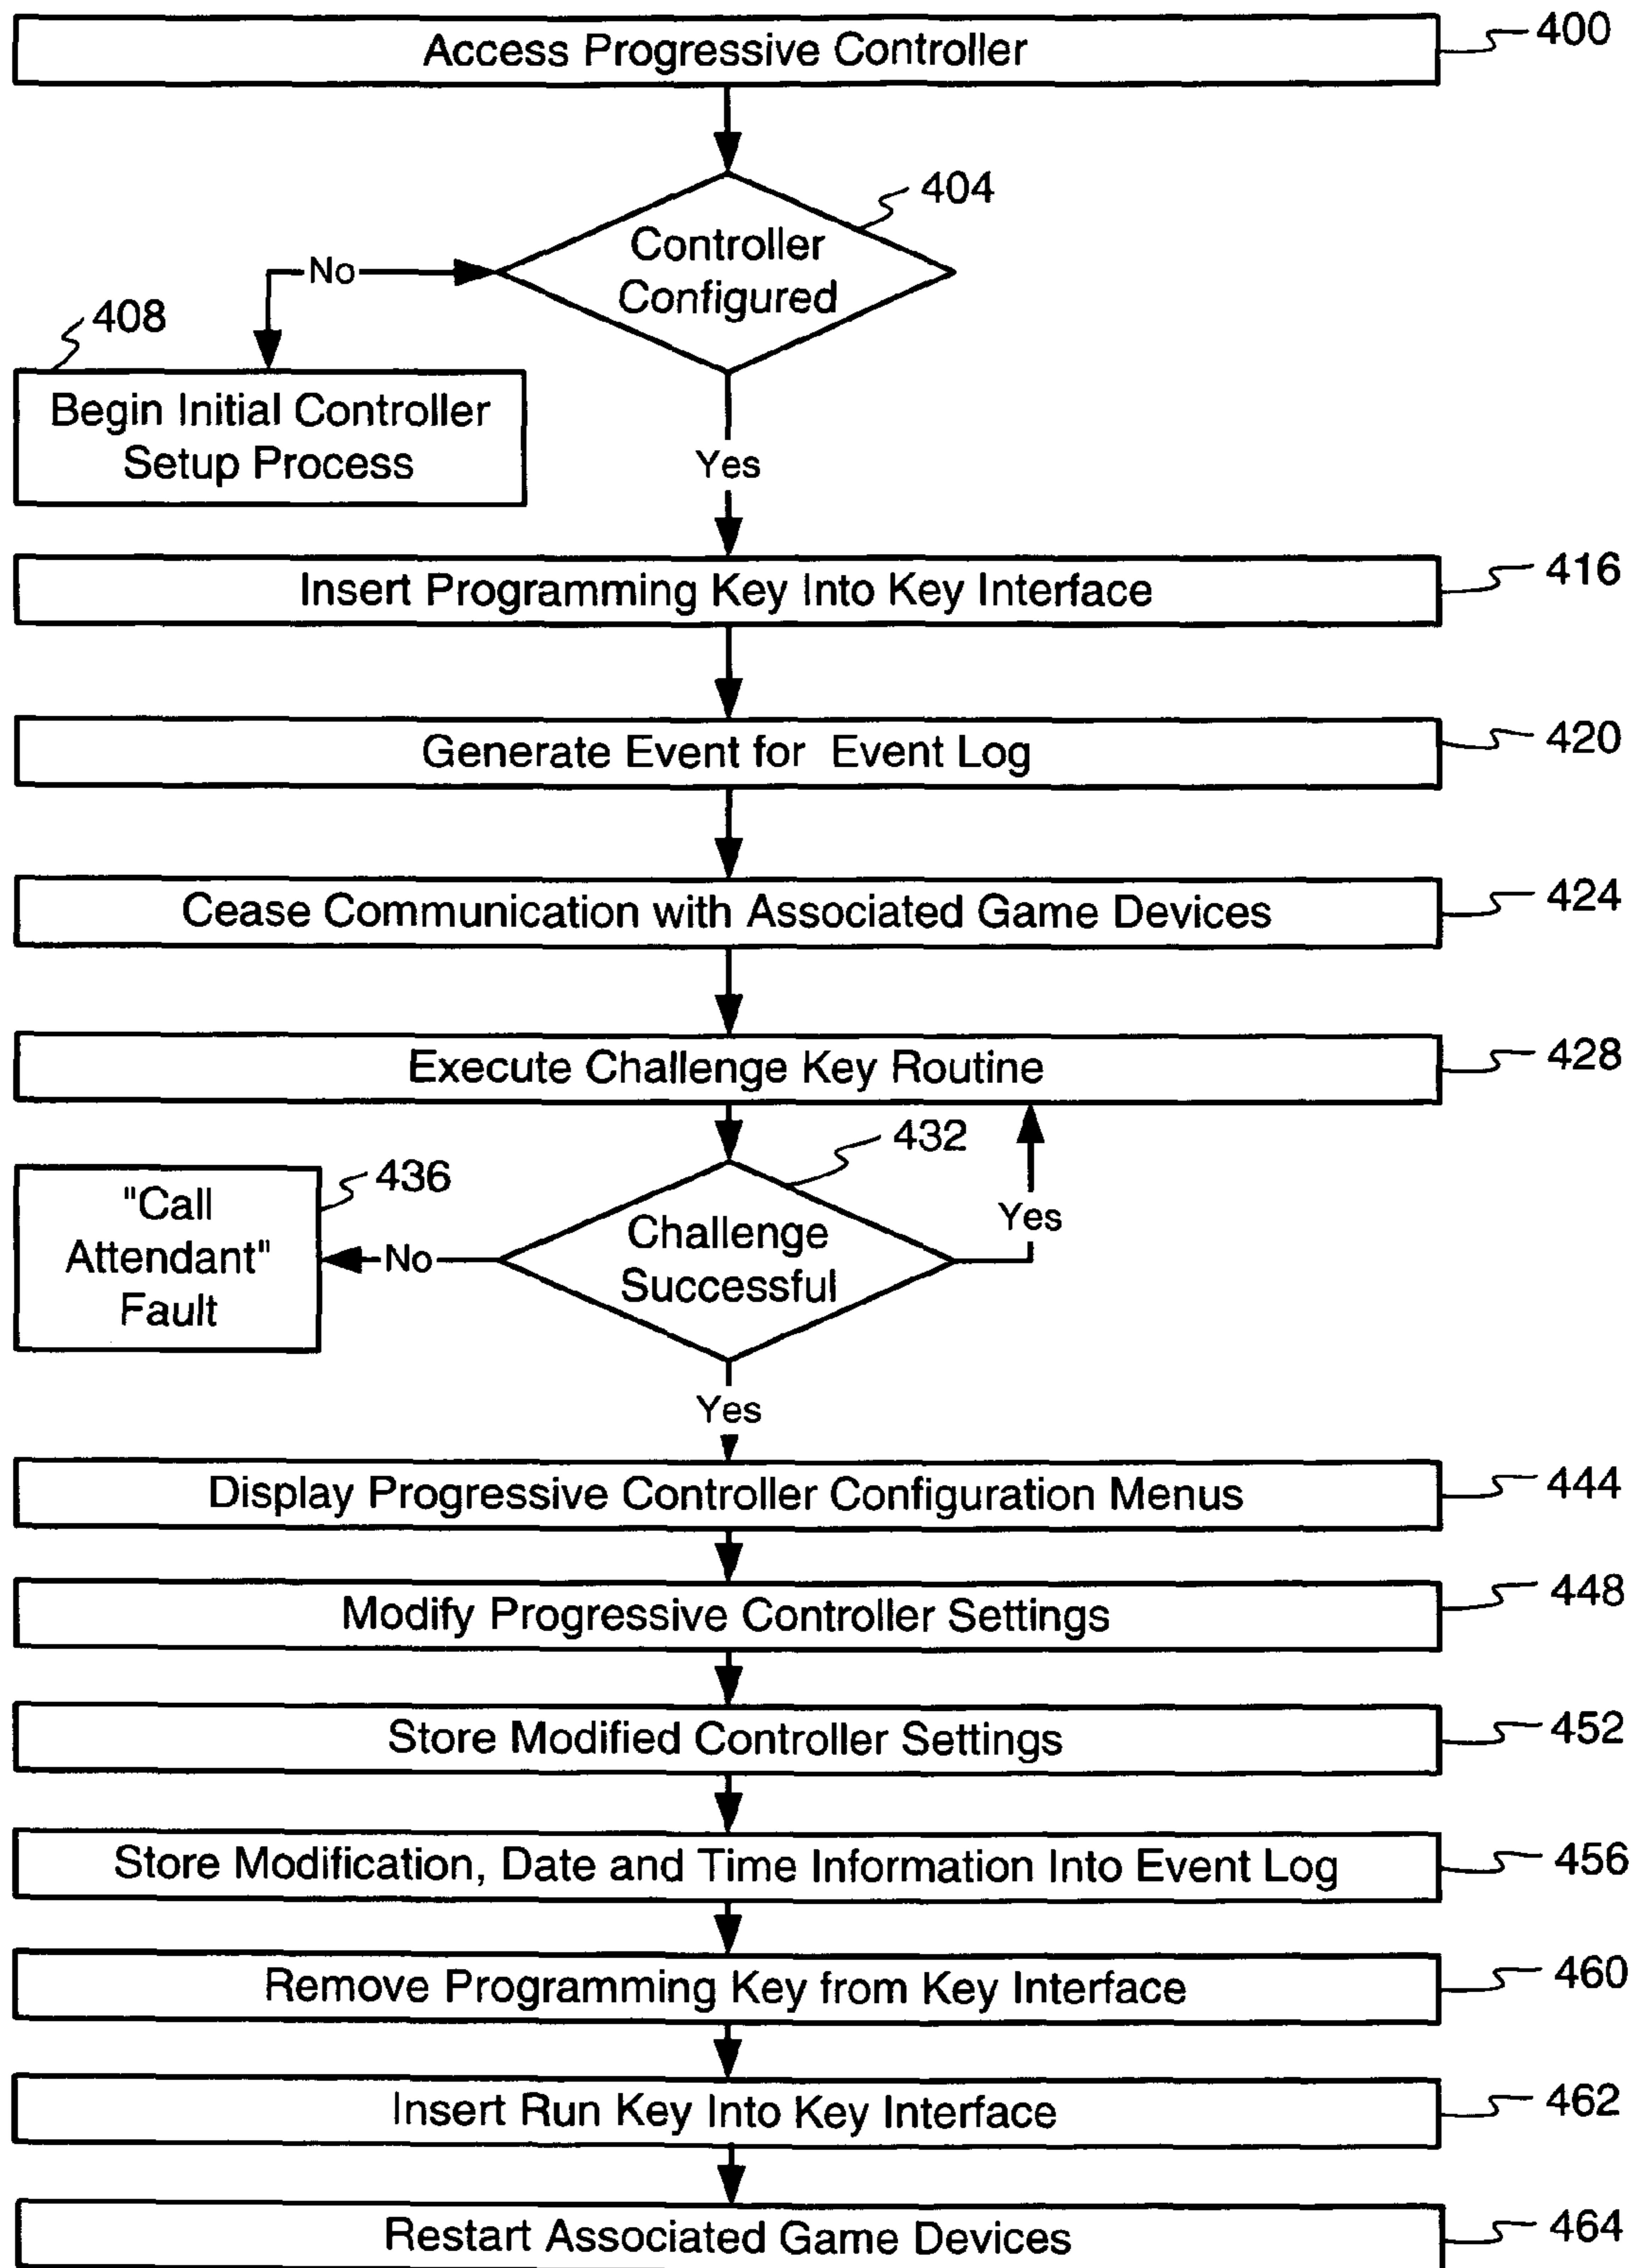 Access Progressive Controller
400
404
Controller
Configured
No
408
Begin Initial Controller
Setup Process
Yes
Insert Programming Key Into Key Interface
416
Generate Event for Event Log
420
Cease Communication with Associated Game Devices
424
Execute Challenge Key Routine
428
432
436
"Call
Attendant"
Fault
No
Challenge
Successful
Yes
Yes
Display Progressive Controller Configuration Menus
444
Modify Progressive Controller Settings
448
Store Modified Controller Settings
452
Store Modification, Date and Time Information Into Event Log
456
Remove Programming Key from Key Interface
460
Insert Run Key Into Key Interface
462
Restart Associated Game Devices
464